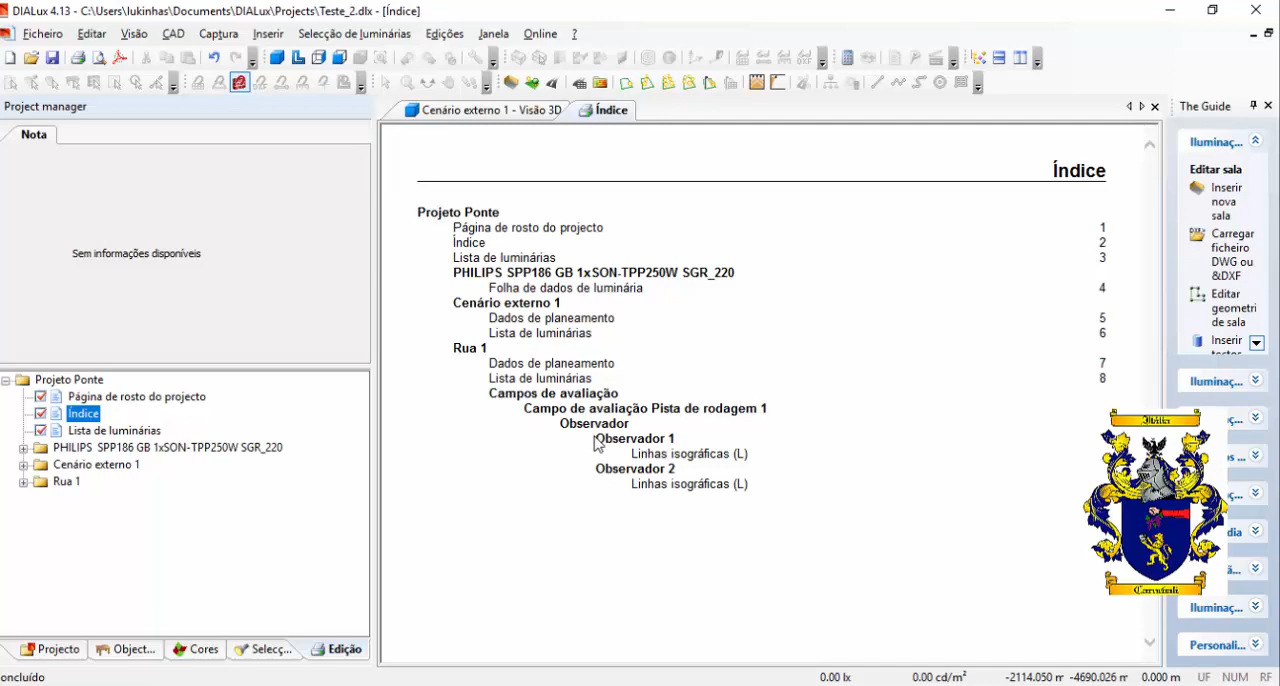 DIALux 4.13 - C:\Users\lukinhas\Documents\DIALux\Projects\Teste_2.dlx - [Índice]
Ficheiro Editar Visão CAD Captura Inserir Selecção de luminárias Edições Janela Online ?
Project manager
Nota
Sem informações disponíveis
Projeto Ponte
Página de rosto do projecto
Índice
Lista de luminárias
PHILIPS SPP186 GB 1xSON-TPP250W SGR_220
Cenário externo 1
Rua 1
Projecto Object... Cores Selecç... Edição
Cenário externo 1 - Visão 3D Índice
Índice
Projeto Ponte
Página de rosto do projecto 1
Índice 2
Lista de luminárias 3
PHILIPS SPP186 GB 1xSON-TPP250W SGR_220
Folha de dados de luminária 4
Cenário externo 1
Dados de planeamento 5
Lista de luminárias 6
Rua 1
Dados de planeamento 7
Lista de luminárias 8
Campos de avaliação
Campo de avaliação Pista de rodagem 1
Observador
Observador 1
Linhas isográficas (L)
Observador 2
Linhas isográficas (L)
The Guide
Iluminaç...
Editar sala
Inserir
nova
sala
Carregar
ficheiro
DWG ou
&DXF
Editar
geometri
de sala
Inserir
Iluminaç...
Iluminaç...
Personali...
Itália
oncluído 0.00 lx 0.00 cd/m² -2114.050 m -4690.026 m 0.000 m UF NUM RF